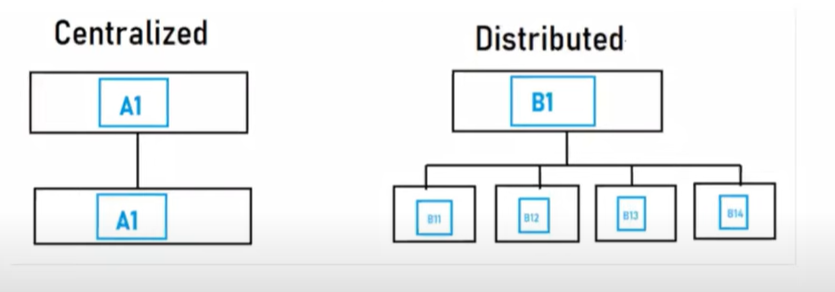 Centralized
Distributed
A1
B1
A1
B11
B12
B13
B14